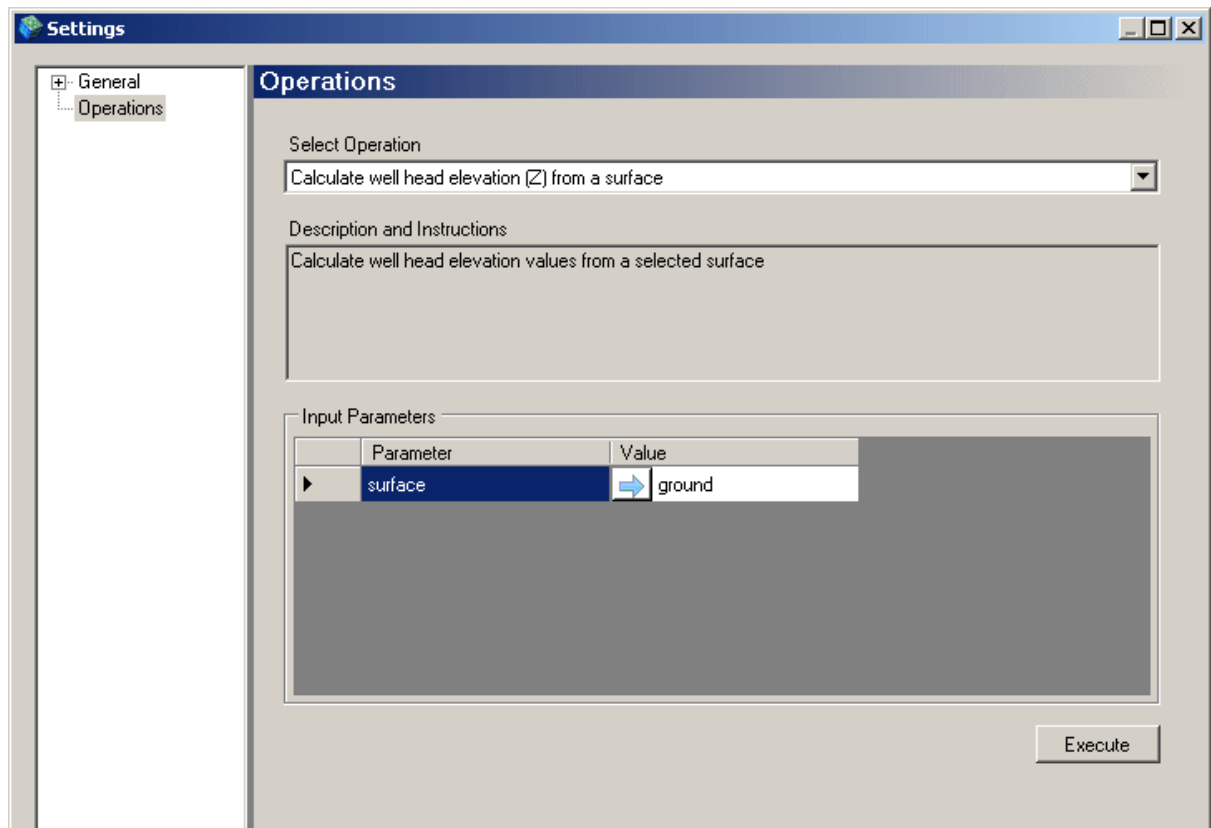 Settings
General
Operations
Operations
Select Operation
Calculate well head elevation (Z) from a surface
Description and Instructions
Calculate well head elevation values from a selected surface
Input Parameters
Parameter Value
surface ground
Execute